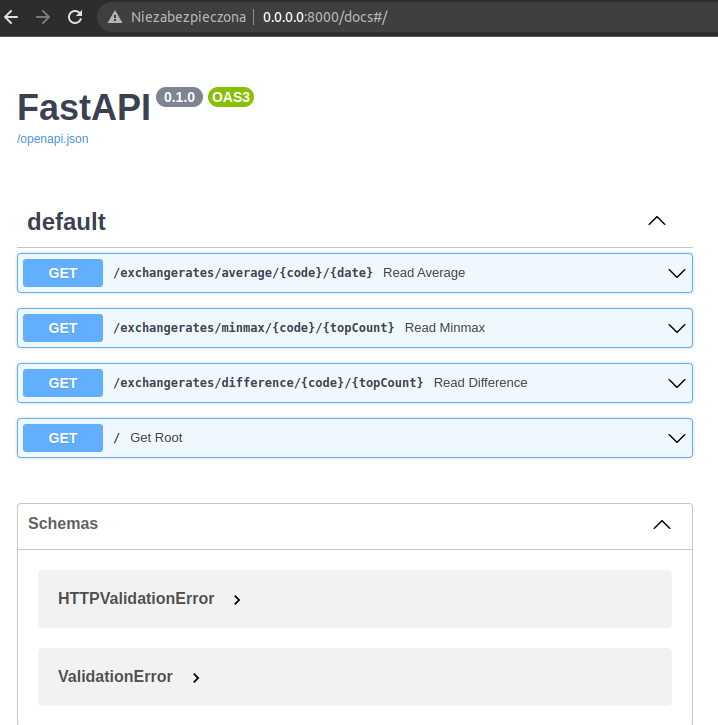 Niezabezpieczona 0.0.0.0:8000/docs#/
FastAPI 0.1.0 OAS3
/openapi.json
default
GET /exchangerates/average/{code}/{date} Read Average
GET /exchangerates/minmax/{code}/{topCount} Read Minmax
GET /exchangerates/difference/{code}/{topCount} Read Difference
GET / Get Root
Schemas
HTTPValidationError
ValidationError